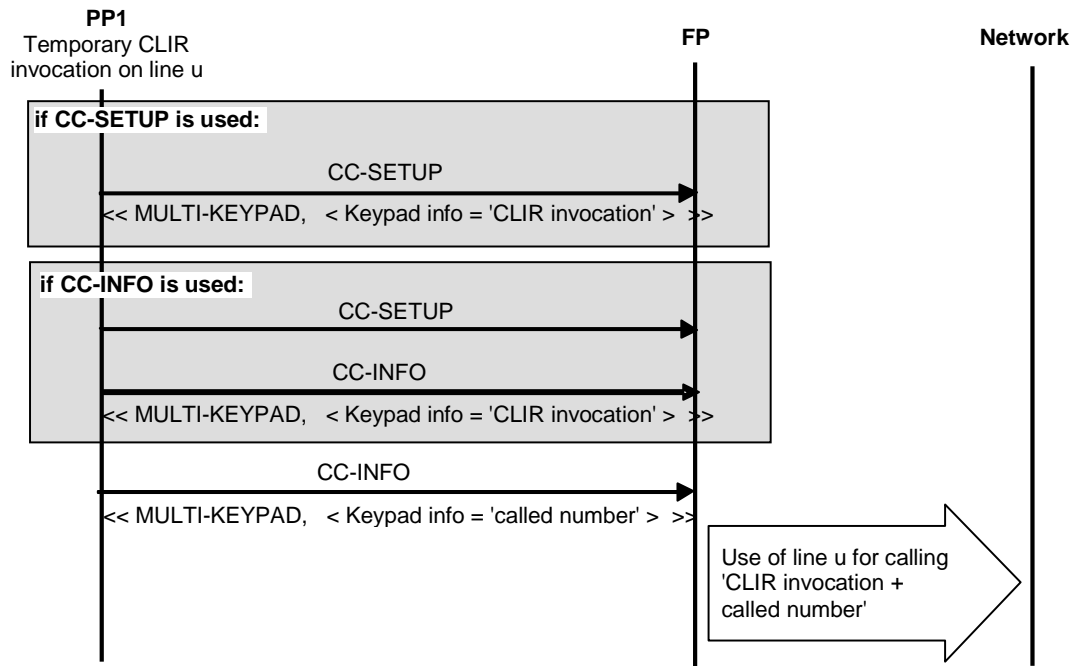 PP1
Temporary CLIR
invocation on line u
FP
Network
if CC-SETUP is used:
CC-SETUP
<< MULTI-KEYPAD, < Keypad info = 'CLIR invocation' > >>
if CC-INFO is used:
CC-SETUP
CC-INFO
<< MULTI-KEYPAD, < Keypad info = 'CLIR invocation' > >>
CC-INFO
<< MULTI-KEYPAD, < Keypad info = 'called number' > >>
Use of line u for calling
'CLIR invocation +
called number'